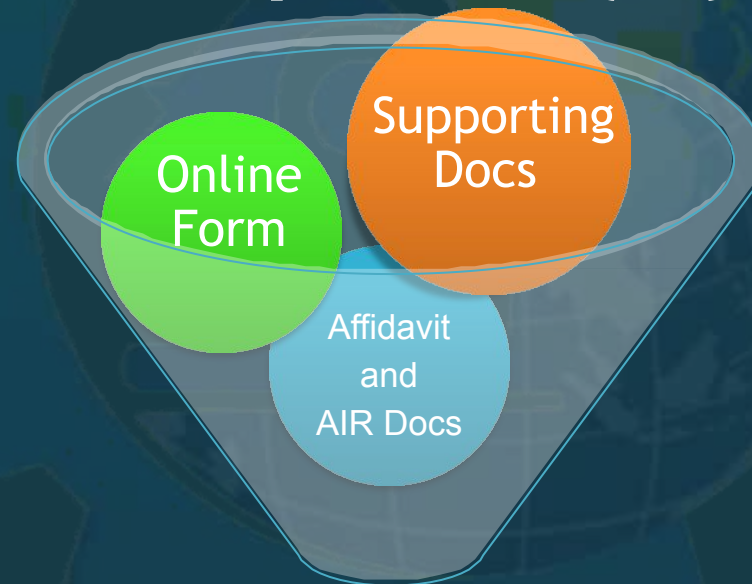 Online
Form
Supporting
Docs
Affidavit
and
AIR Docs